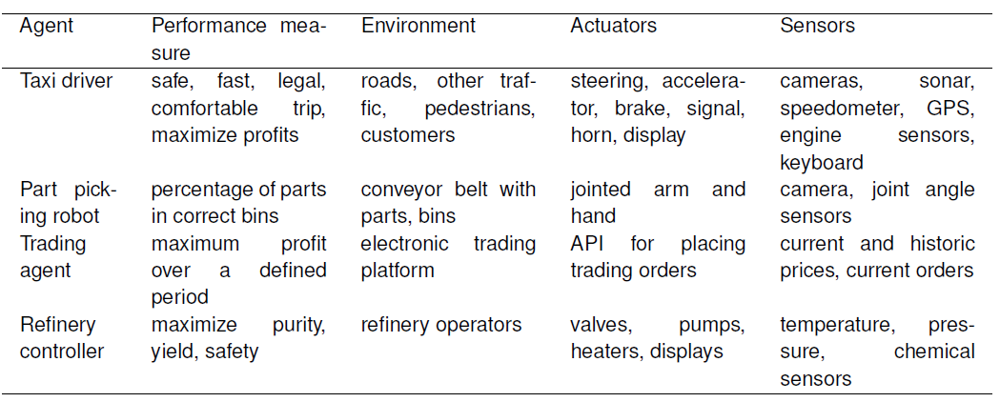 Agent Performance mea- Environment Actuators Sensors
sure
Taxi driver safe, fast, legal, roads, other traf- steering, accelera- cameras, sonar,
comfortable trip, fic, pedestrians, tor, brake, signal, speedometer, GPS,
maximize profits customers horn, display engine sensors,
keyboard
Part pick- percentage of parts conveyor belt with jointed arm and camera, joint angle
ing robot in correct bins parts, bins hand sensors
Trading maximum profit electronic trading API for placing current and historic
agent over a defined platform trading orders prices, current orders
period
Refinery maximize purity, refinery operators valves, pumps, temperature, pres-
controller yield, safety heaters, displays sure, chemical
sensors